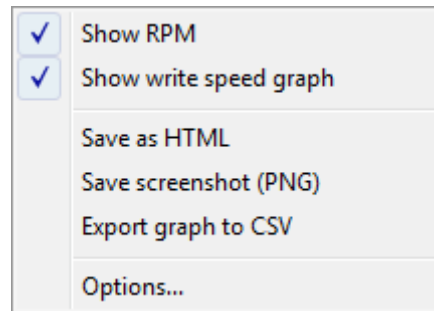 Show RPM
Show write speed graph
Save as HTML
Save screenshot (PNG)
Export graph to CSV
Options...